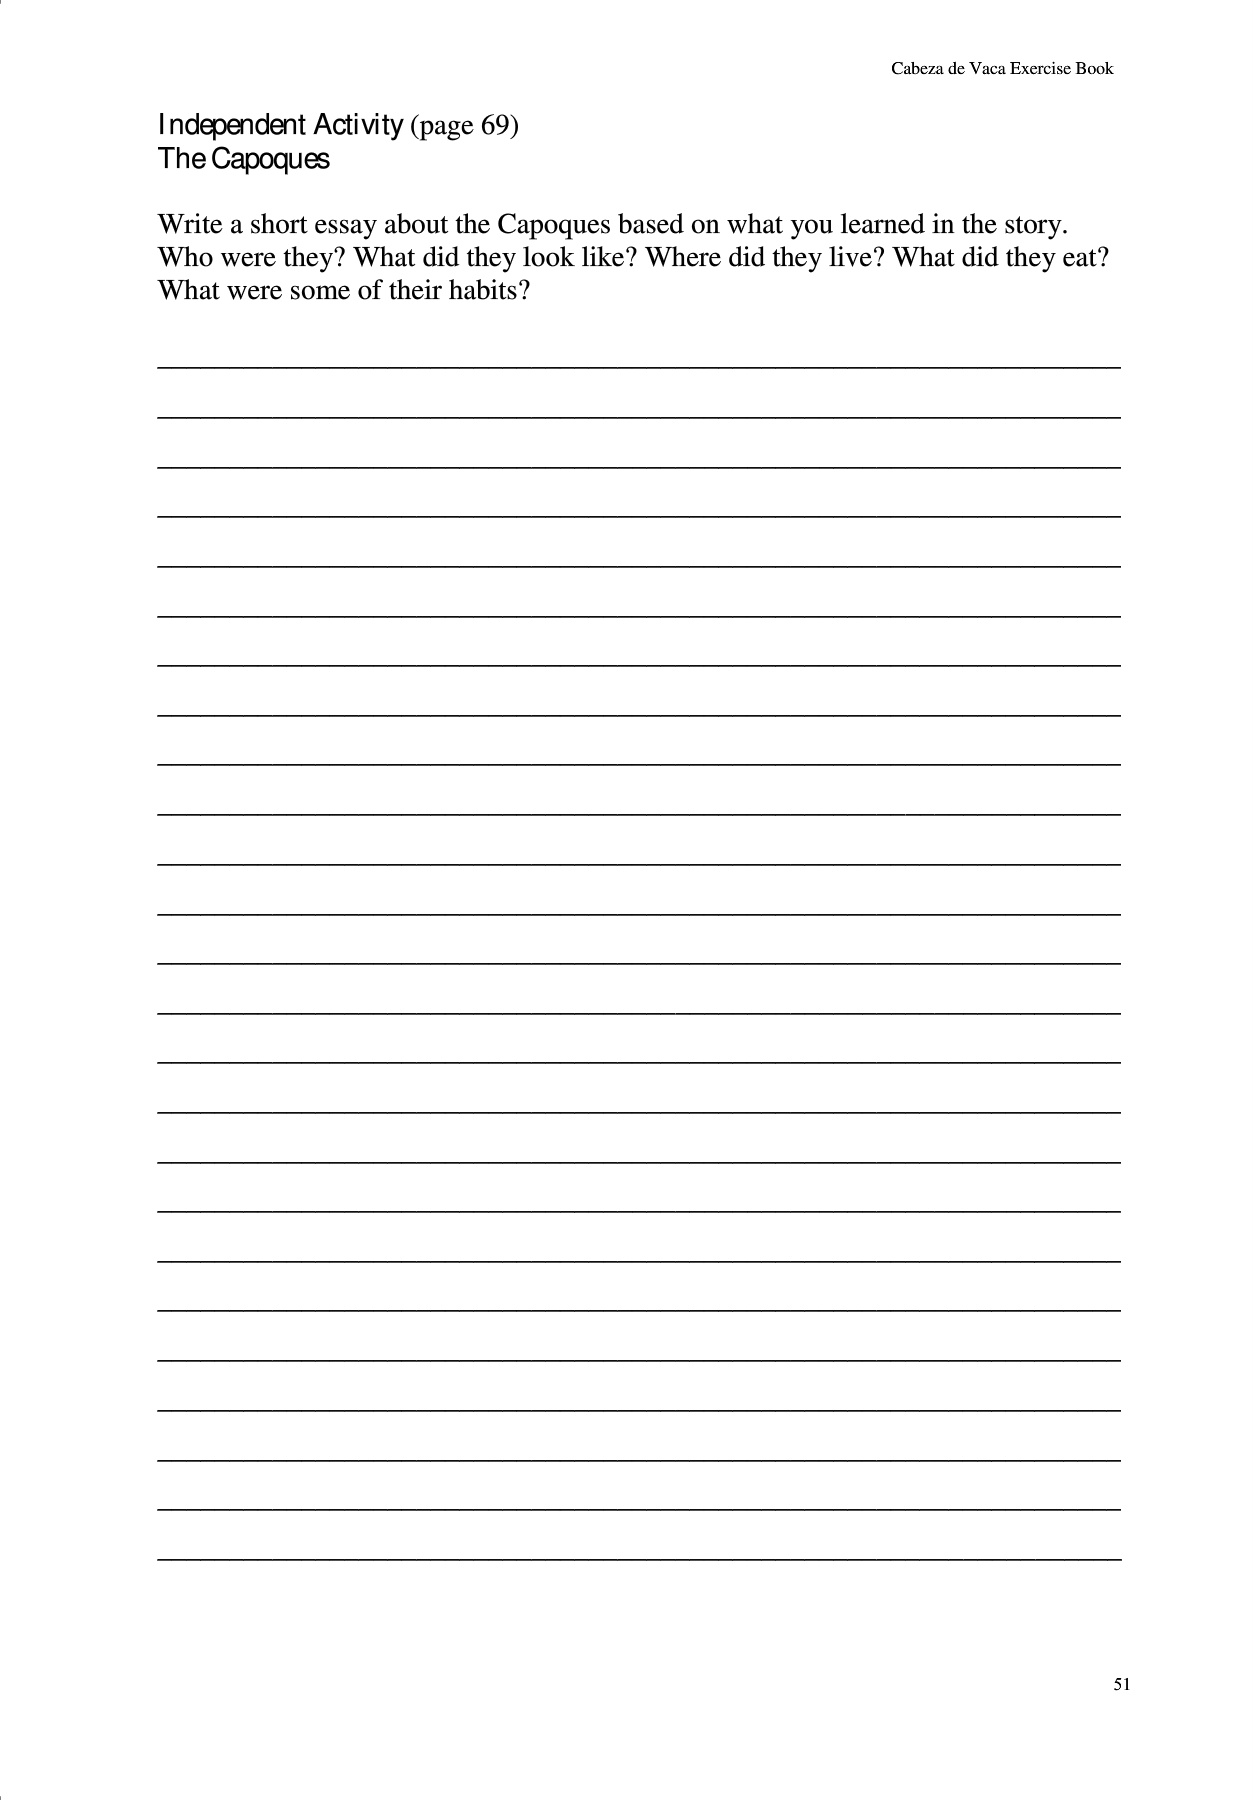 Cabeza de Vaca Exercise Book
Independent Activity (page 69)
The Capoques
Write a short essay about the Capoques based on what you learned in the story.
Who were they? What did they look like? Where did they live? What did they eat?
What were some of their habits?
51